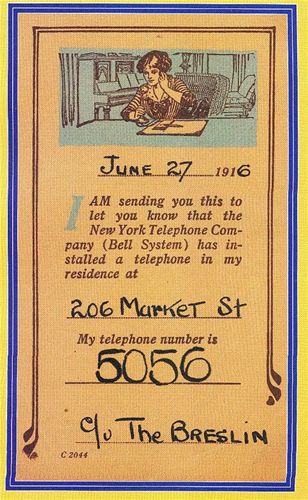 JUNE 27 1916
I AM sending you this to
let you know that the
New York Telephone Com-
pany (Bell System) has in-
stalled a telephone in my
residence at
206 Market St
My telephone number is
5056
c/o The Breslin
C 2044